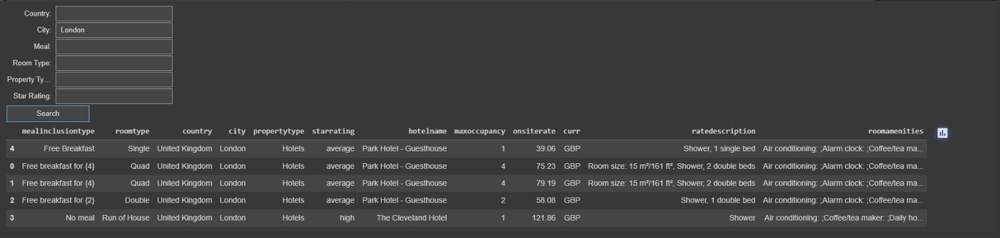 Country:
City: London
Meal:
Room Type:
Property Ty...
Star Rating:
Search
mealinclusiontype roomtype country city propertytype starrating hotelname maxoccupancy onsiterate curr ratedescription roomamenities
4 Free Breakfast Single United Kingdom London Hotels average Park Hotel - Guesthouse 1 39.06 GBP Shower, 1 single bed Air conditioning: ;Alarm clock: ;Coffee/tea ma...
0 Free breakfast for {4} Quad United Kingdom London Hotels average Park Hotel - Guesthouse 4 75.23 GBP Room size: 15 m²/161 ft², Shower, 2 double beds Air conditioning: ;Alarm clock: ;Coffee/tea ma...
1 Free breakfast for {4} Quad United Kingdom London Hotels average Park Hotel - Guesthouse 4 79.19 GBP Room size: 15 m²/161 ft², Shower, 2 double beds Air conditioning: ;Alarm clock: ;Coffee/tea ma...
2 Free breakfast for {2} Double United Kingdom London Hotels average Park Hotel - Guesthouse 2 58.08 GBP Shower, 1 double bed Air conditioning: ;Alarm clock: ;Coffee/tea ma...
3 No meal Run of House United Kingdom London Hotels high The Cleveland Hotel 1 121.86 GBP Shower Air conditioning: ;Coffee/tea maker: ;Daily ho...